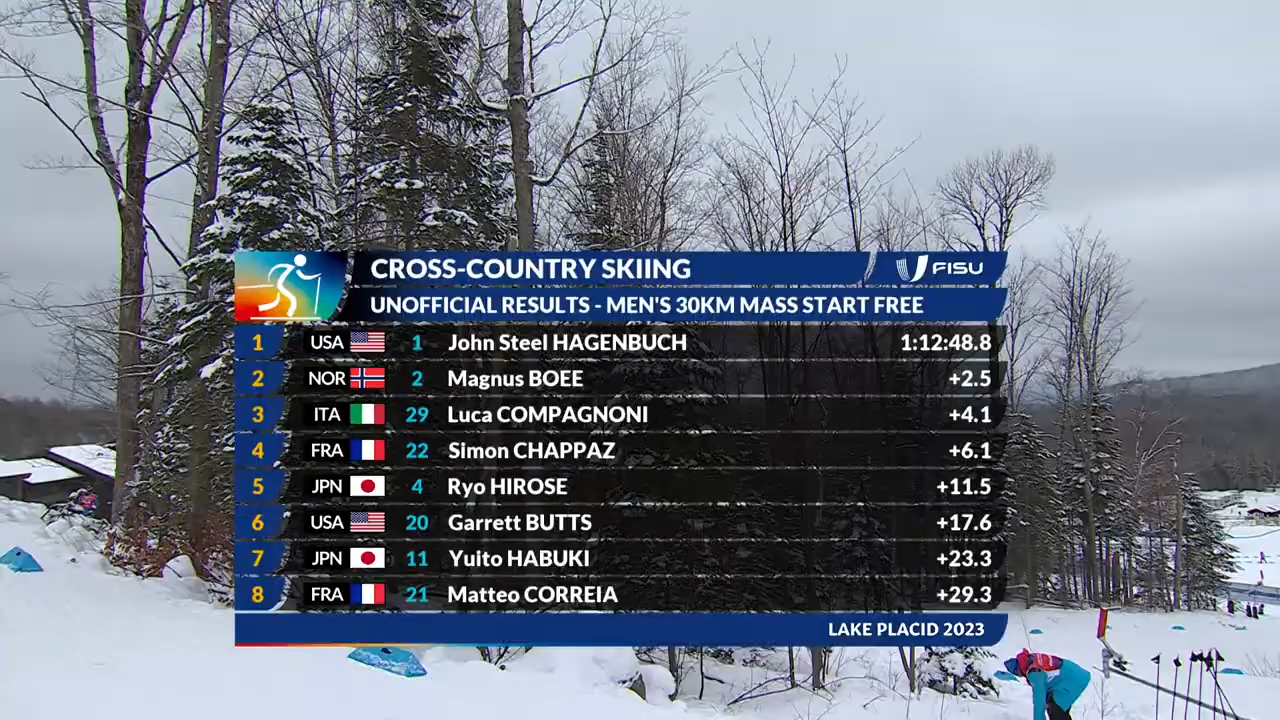 CROSS-COUNTRY SKIING FISU
UNOFFICIAL RESULTS - MEN'S 30KM MASS START FREE
1 USA 1 John Steel HAGENBUCH 1:12:48.8
2 NOR 2 Magnus BOEE +2.5
3 ITA 29 Luca COMPAGNONI +4.1
4 FRA 22 Simon CHAPPAZ +6.1
5 JPN 4 Ryo HIROSE +11.5
6 USA 20 Garrett BUTTS +17.6
7 JPN 11 Yuito HABUKI +23.3
8 FRA 21 Matteo CORREIA +29.3
LAKE PLACID 2023